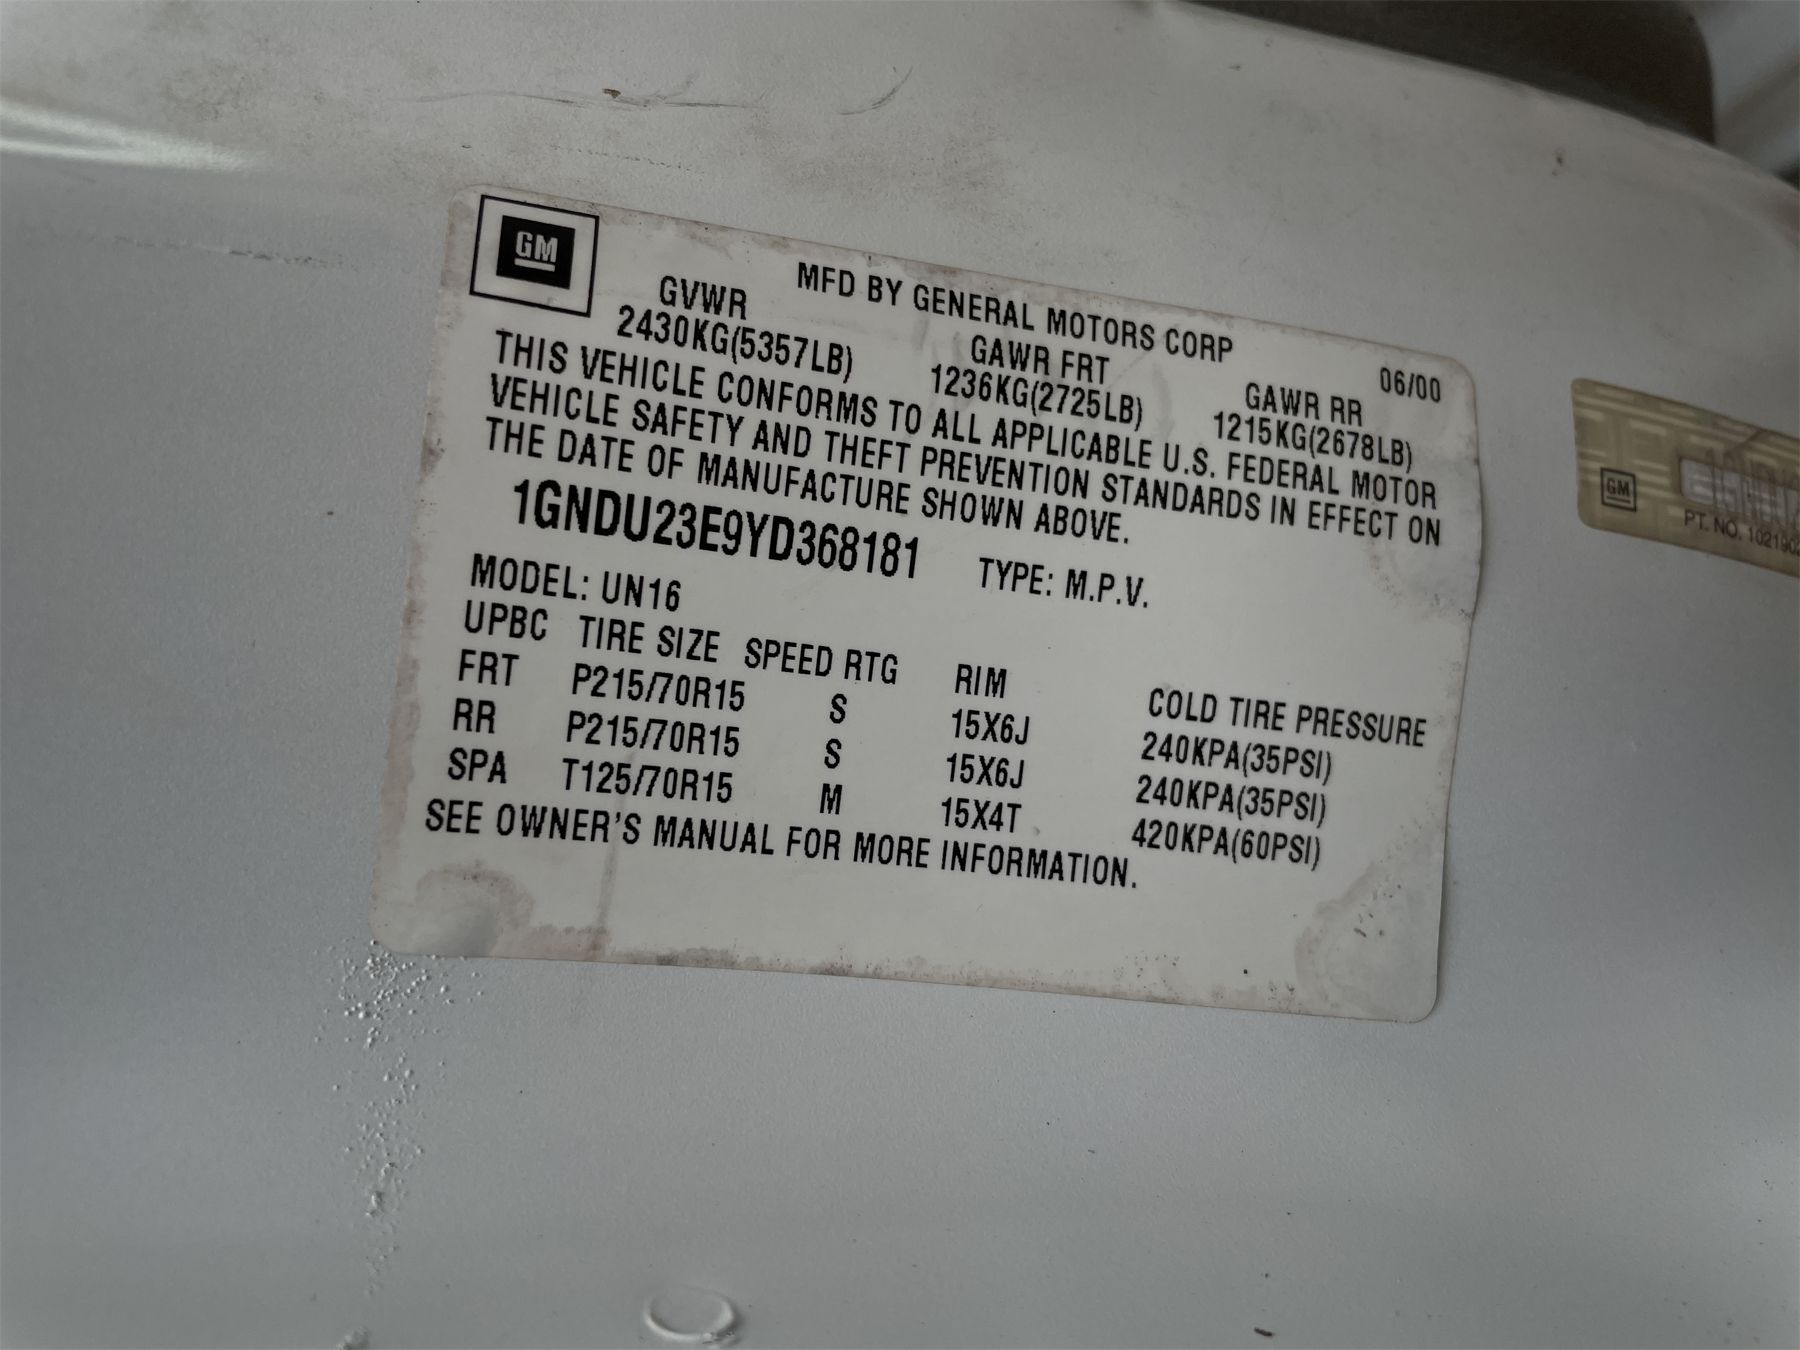 GM
MFD BY GENERAL MOTORS CORP 06/00
GVWR GAWR FRT GAWR RR
2430KG(5357LB) 1236KG(2725LB) 1215KG(2678LB)
THIS VEHICLE CONFORMS TO ALL APPLICABLE U.S. FEDERAL MOTOR
VEHICLE SAFETY AND THEFT PREVENTION STANDARDS IN EFFECT ON
THE DATE OF MANUFACTURE SHOWN ABOVE.
1GNDU23E9YD368181 TYPE: M.P.V.
MODEL: UN16
UPBC TIRE SIZE SPEED RTG RIM COLD TIRE PRESSURE
FRT P215/70R15 S 15X6J 240KPA(35PSI)
RR P215/70R15 S 15X6J 240KPA(35PSI)
SPA T125/70R15 M 15X4T 420KPA(60PSI)
SEE OWNER'S MANUAL FOR MORE INFORMATION.
GM
PT. NO.